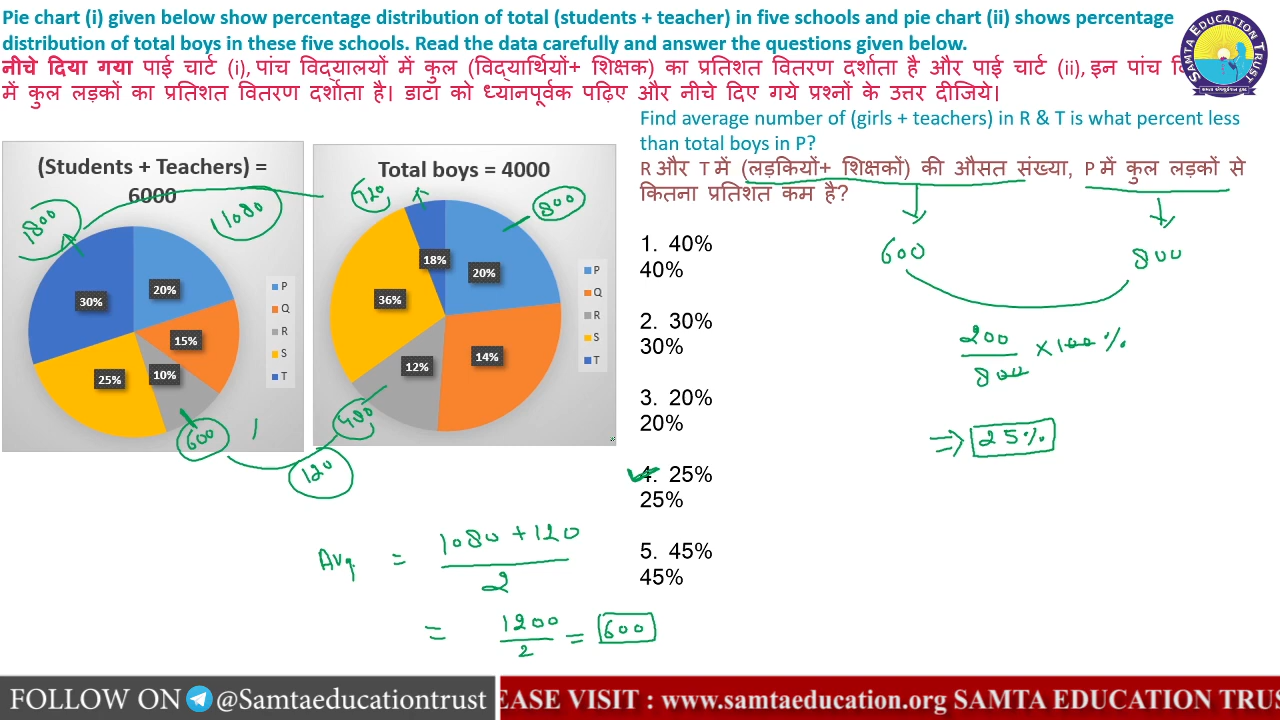 Pie chart (i) given below show percentage distribution of total (students + teacher) in five schools and pie chart (ii) shows percentage
distribution of total boys in these five schools. Read the data carefully and answer the questions given below.
नीचे दिया गया पाई चार्ट (i), पांच विद्यालयों में कुल (विद्यार्थियों+ शिक्षक) का प्रतिशत वितरण दर्शाता है और पाई चार्ट (ii), इन पांच
में कुल लड़कों का प्रतिशत वितरण दर्शाता है। डाटा को ध्यानपूर्वक पढ़िए और नीचे दिए गये प्रश्नों के उत्तर दीजिये।
SAMTA EDUCATION TRUST
Find average number of (girls + teachers) in R & T is what percent less
than total boys in P?
R और T में (लड़कियों+ शिक्षकों) की औसत संख्या, P में कुल लड़कों से
कितना प्रतिशत कम है?
(Students + Teachers) =
6000
1800
11080
20%
15%
10%
25%
30%
P
Q
R
S
T
600
Total boys = 4000
720
800
20%
14%
12%
36%
18%
P
Q
R
S
T
480
120
600
800
1. 40%
40%
2. 30%
30%
3. 20%
20%
4. 25%
25%
5. 45%
45%
200
800
×100%
⇒ 25%
Avg = 1080 + 120
2
= 1200
2
= 600
FOLLOW ON @Samtaeducationtrust
EASE VISIT : www.samtaeducation.org SAMTA EDUCATION TRUS